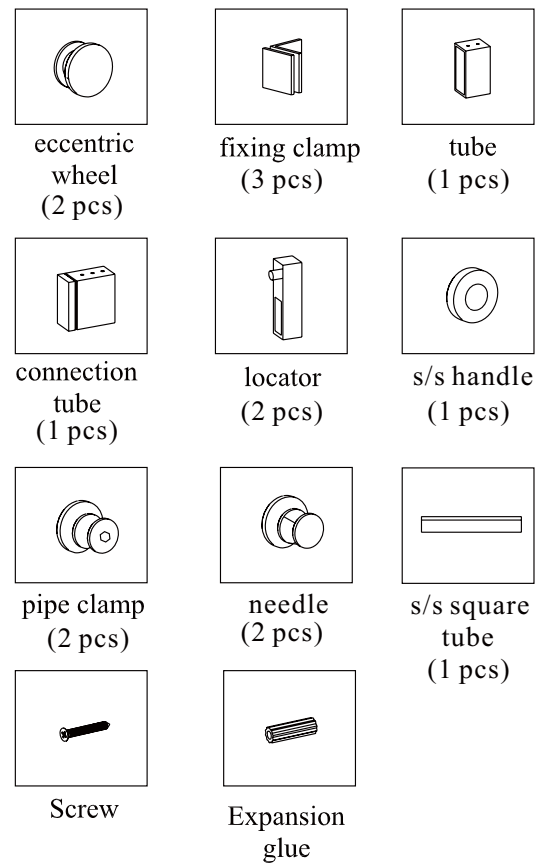 eccentric
wheel
(2 pcs)
fixing clamp
(3 pcs)
tube
(1 pcs)
connection
tube
(1 pcs)
locator
(2 pcs)
s/s handle
(1 pcs)
pipe clamp
(2 pcs)
needle
(2 pcs)
s/s square
tube
(1 pcs)
Screw
Expansion
glue